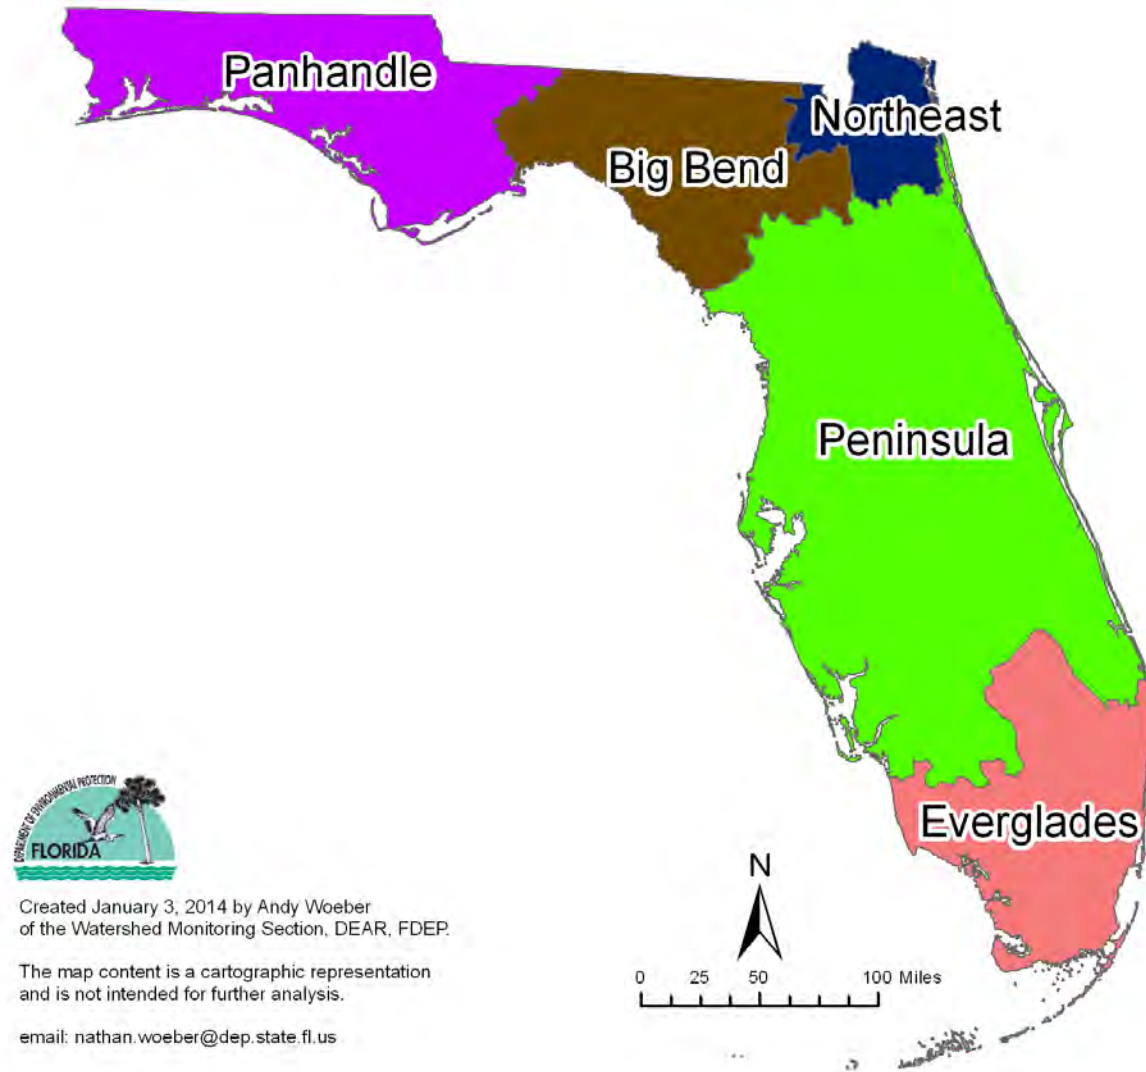 Panhandle
Northeast
Big Bend
Peninsula
Everglades
DEPARTMENT OF ENVIRONMENTAL PROTECTION
FLORIDA
N
0 25 50 100 Miles
Created January 3, 2014 by Andy Woeber
of the Watershed Monitoring Section, DEAR, FDEP.
The map content is a cartographic representation
and is not intended for further analysis.
email: nathan.woeber@dep.state.fl.us